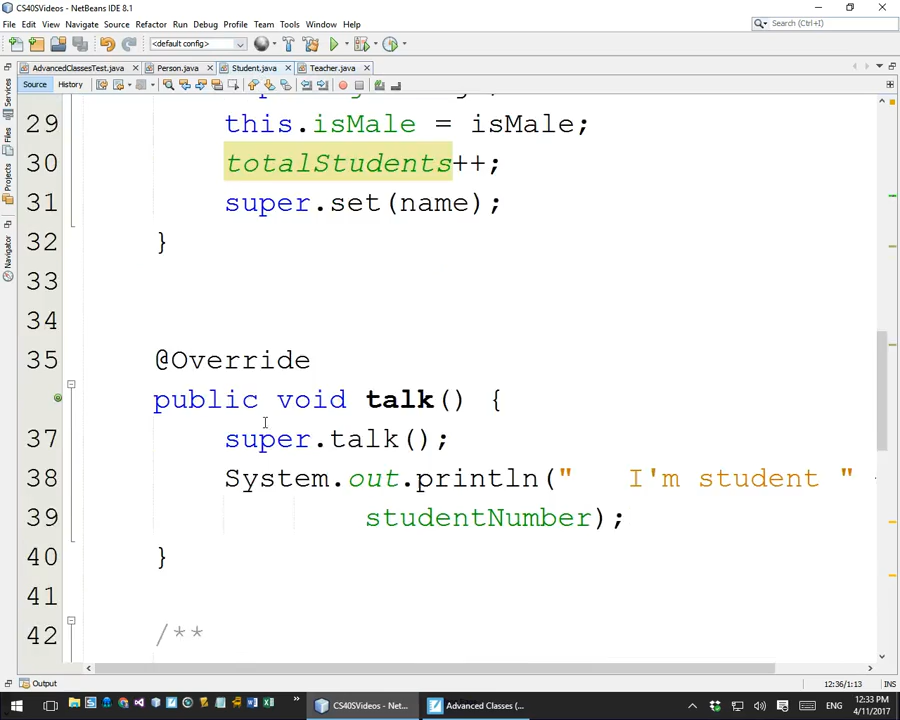 CS40SVideos - NetBeans IDE 8.1
File Edit View Navigate Source Refactor Run Debug Profile Team Tools Window Help
Search (Ctrl+I)
<default config>
AdvancedClassesTest.java Person.java Student.java Teacher.java
Source History
Services
Files
Projects
Navigator
29 this.isMale = isMale;
30 totalStudents++;
31 super.set(name);
32 }
33
34
35 @Override
public void talk() {
37 super.talk();
38 System.out.println("   I'm student "
39 studentNumber);
40 }
41
42 /**
Output
12:36/1:13 INS
CS40SVideos - Net... Advanced Classes (... ENG 12:33 PM
4/11/2017